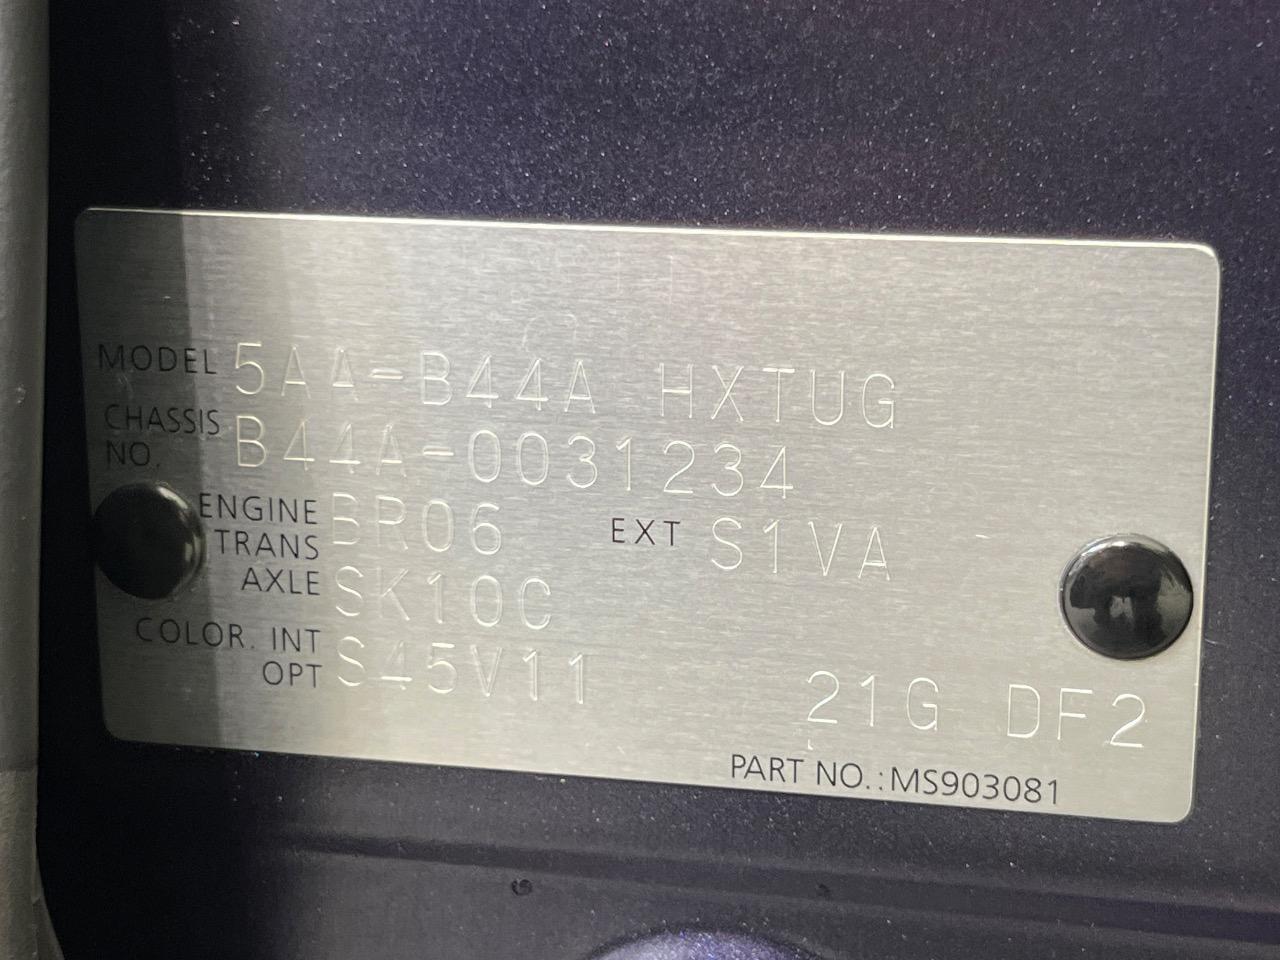 MODEL 5AA-B44A HXTUG
CHASSIS NO. B44A-0031234
ENGINE BR06 EXT S1VA
TRANS AXLE SK10C
COLOR. INT OPT S45V11 21G DF2
PART NO.:MS903081